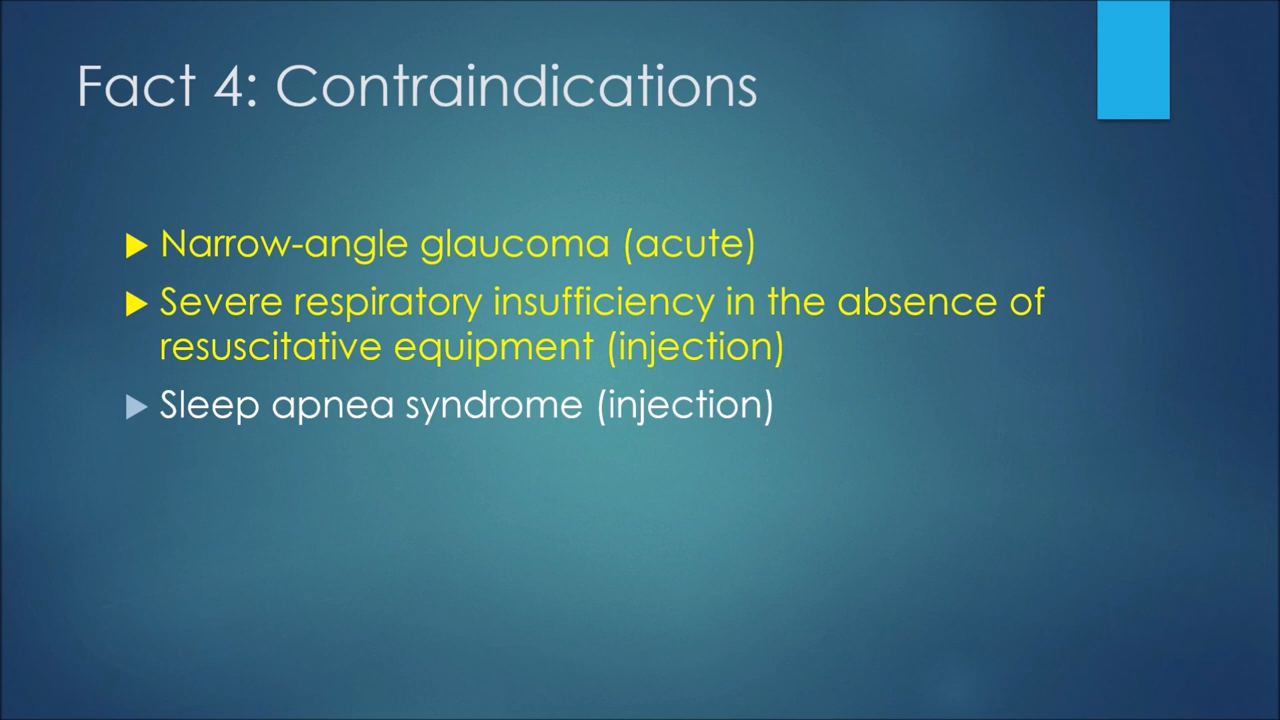 Fact 4: Contraindications
Narrow-angle glaucoma (acute)
Severe respiratory insufficiency in the absence of
resuscitative equipment (injection)
Sleep apnea syndrome (injection)